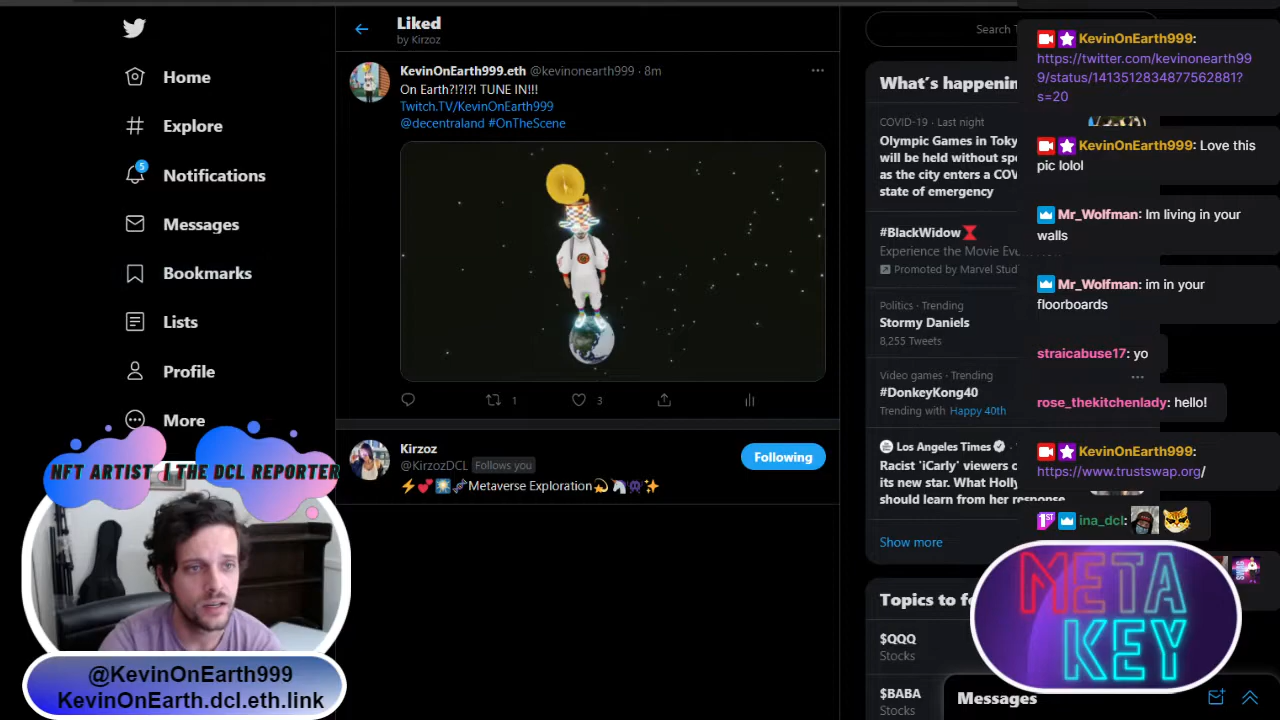 Home
Explore
5
Notifications
Messages
Bookmarks
Lists
Profile
More
NFT ARTIST | THE DCL REPORTER
@KevinOnEarth999
KevinOnEarth.dcl.eth.link
Liked
by Kirzoz
KevinOnEarth999.eth @kevinonearth999 · 8m
On Earth?!?!?! TUNE IN!!!
Twitch.TV/KevinOnEarth999
@decentraland #OnTheScene
1
3
Kirzoz
@KirzozDCL Follows you
Following
⚡💕🎆🧬Metaverse Exploration💫🦄👾✨
Search T
What's happenin
COVID-19 · Last night
Olympic Games in Toky
will be held without spe
as the city enters a COV
state of emergency
#BlackWidow
Experience the Movie Eve
Promoted by Marvel Stud
Politics · Trending
Stormy Daniels
8,255 Tweets
Video games · Trending
#DonkeyKong40
Trending with Happy 40th
Los Angeles Times
Racist 'iCarly' viewers c
its new star. What Holly
should learn from her response
Show more
Topics to fo
$QQQ
Stocks
$BABA
Stocks
Messages
KevinOnEarth999:
https://twitter.com/kevinonearth99
9/status/1413512834877562881?
s=20
KevinOnEarth999: Love this
pic lolol
Mr_Wolfman: Im living in your
walls
Mr_Wolfman: im in your
floorboards
straicabuse17: yo
rose_thekitchenlady: hello!
KevinOnEarth999:
https://www.trustswap.org/
1ST ina_dcl:
META
KEY